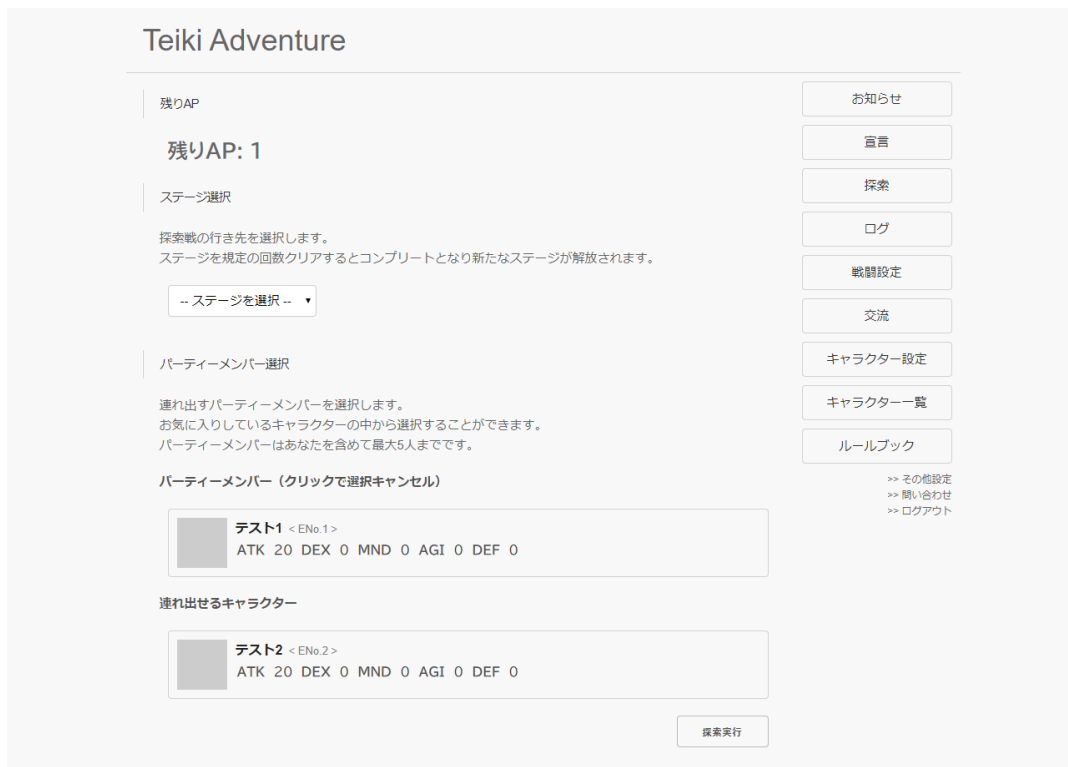 Teiki Adventure
残りAP
残りAP: 1
ステージ選択
探索戦の行き先を選択します。
ステージを規定の回数クリアするとコンプリートとなり新たなステージが解放されます。
-- ステージを選択 --
パーティーメンバー選択
連れ出すパーティーメンバーを選択します。
お気に入りしているキャラクターの中から選択することができます。
パーティーメンバーはあなたを含めて最大5人までです。
パーティーメンバー（クリックで選択キャンセル）
テスト1 < ENo.1 >
ATK 20 DEX 0 MND 0 AGI 0 DEF 0
連れ出せるキャラクター
テスト2 < ENo.2 >
ATK 20 DEX 0 MND 0 AGI 0 DEF 0
探索実行
お知らせ
宣言
探索
ログ
戦闘設定
交流
キャラクター設定
キャラクター一覧
ルールブック
>> その他設定
>> 問い合わせ
>> ログアウト